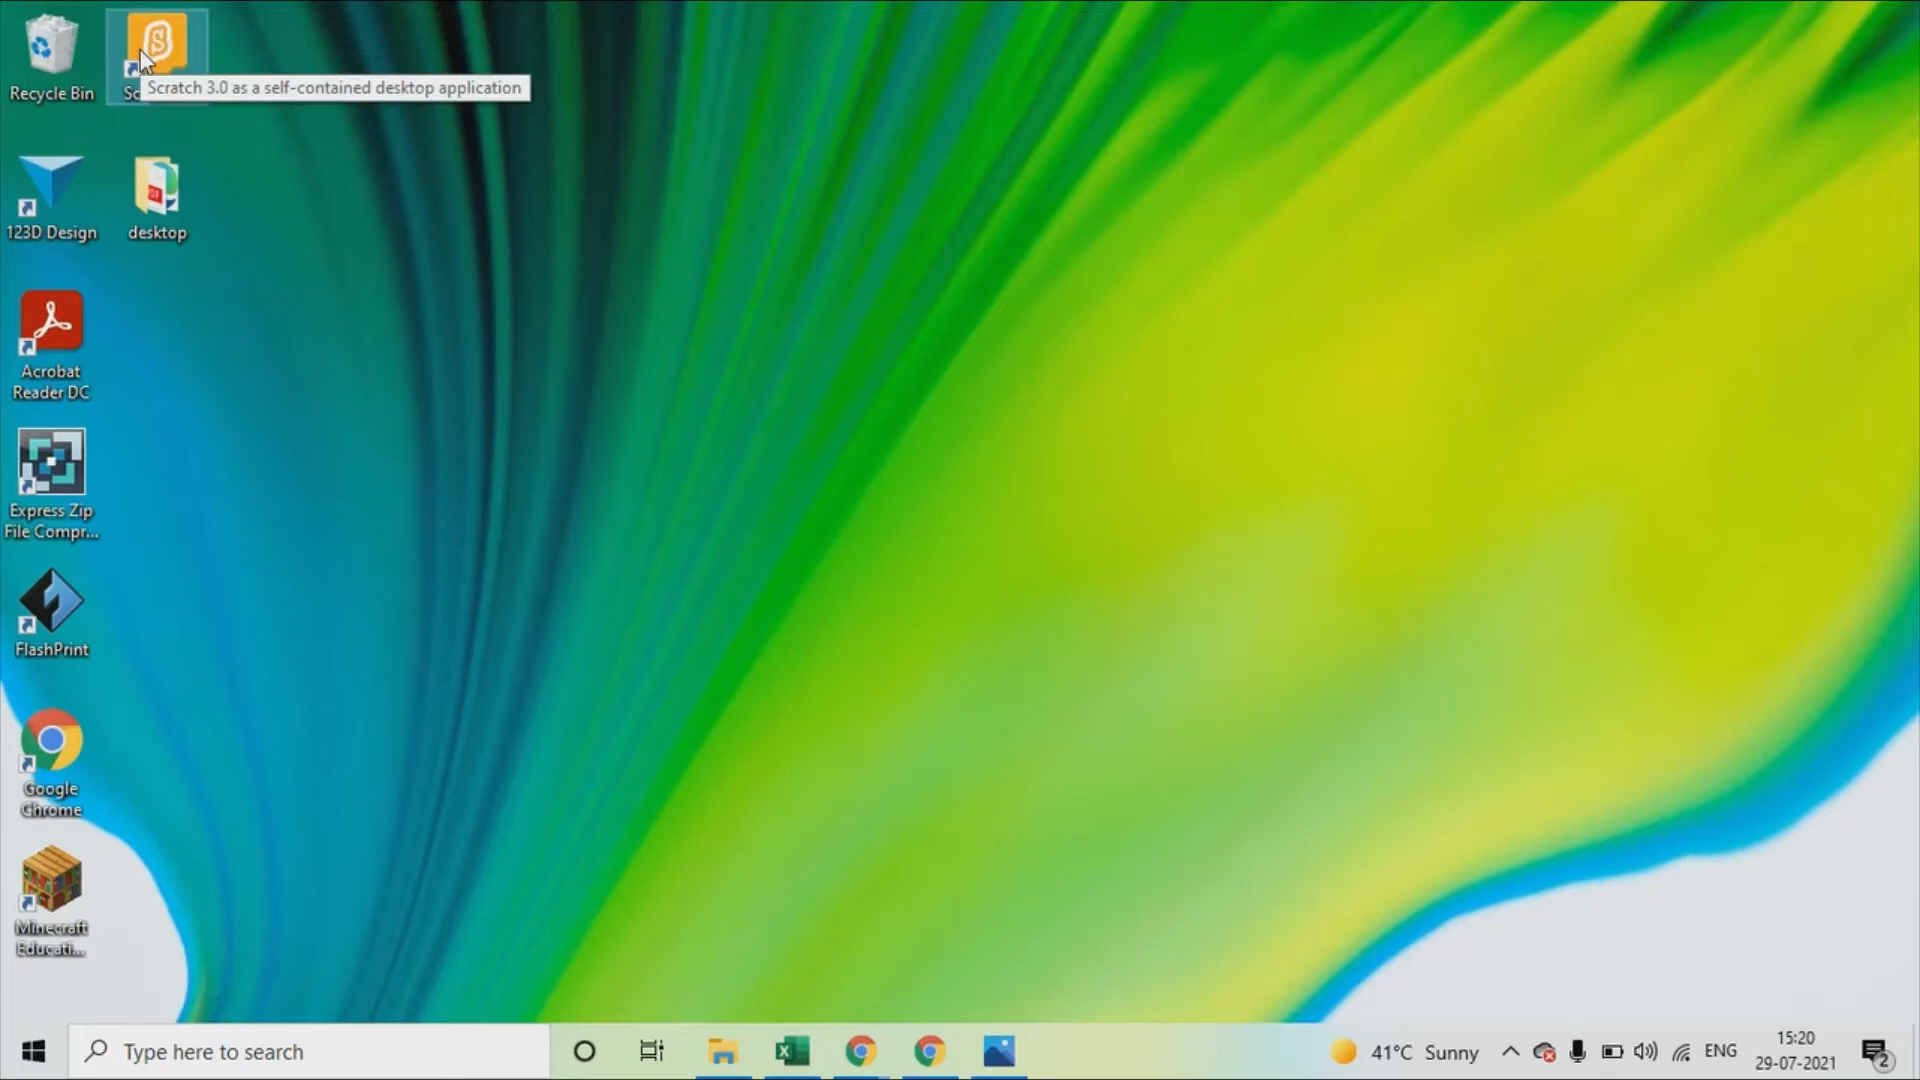 Recycle Bin
Sc
Scratch 3.0 as a self-contained desktop application
123D Design
desktop
Acrobat
Reader DC
Express Zip
File Compr...
FlashPrint
Google
Chrome
Minecraft
Educati...
Type here to search
41°C Sunny
ENG
15:20
29-07-2021
2